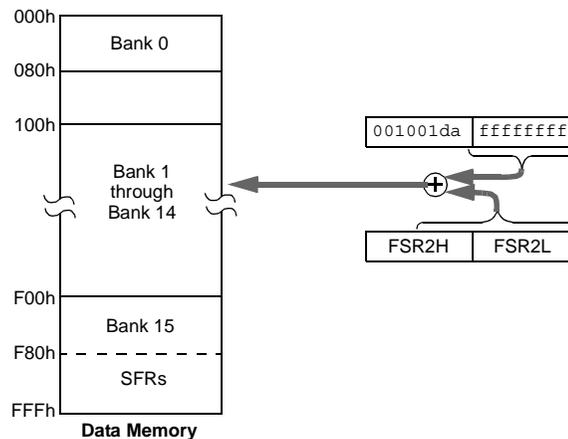 000h
Bank 0
080h
100h
001001da ffffffff
Bank 1
through
Bank 14
FSR2H FSR2L
F00h
Bank 15
F80h
SFRs
FFFh
Data Memory